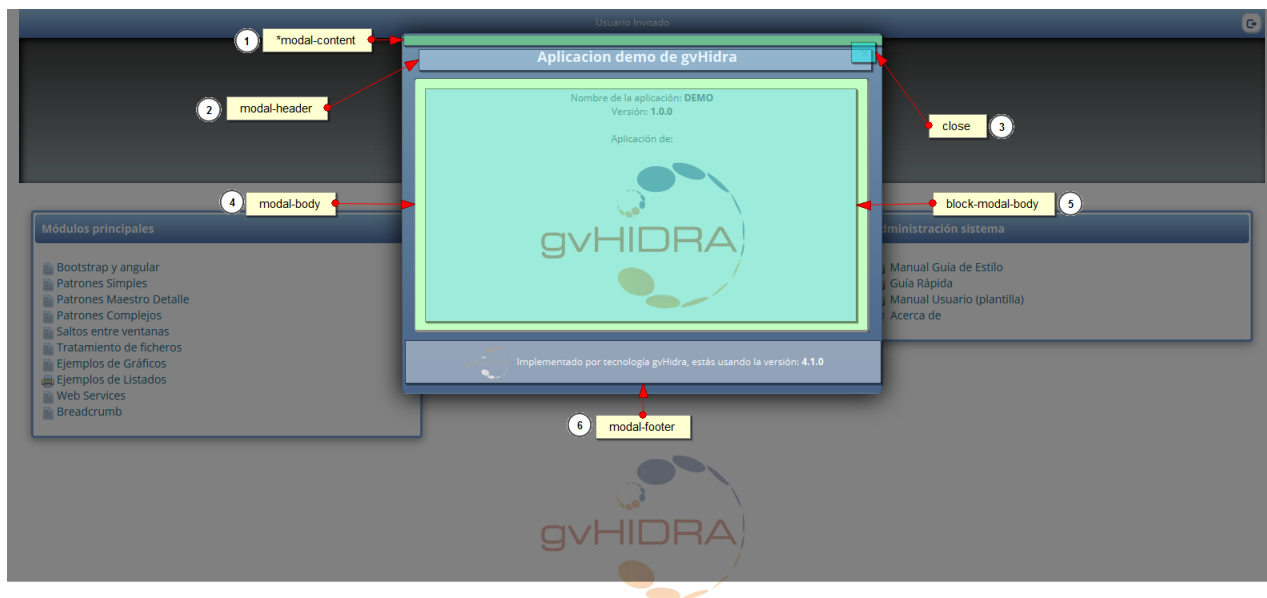 Usuario Invitado
1 *modal-content
Aplicacion demo de gvHidra
2 modal-header
close 3
Nombre de la aplicación: DEMO
Versión: 1.0.0
Aplicación de:
gvHIDRA
4 modal-body
block-modal-body 5
Módulos principales
Bootstrap y angular
Patrones Simples
Patrones Maestro Detalle
Patrones Complejos
Saltos entre ventanas
Tratamiento de ficheros
Ejemplos de Gráficos
Ejemplos de Listados
Web Services
Breadcrumb
dministración sistema
Manual Guía de Estilo
Guía Rápida
Manual Usuario (plantilla)
Acerca de
Implementado por tecnología gvHidra, estás usando la versión: 4.1.0
6 modal-footer
gvHIDRA